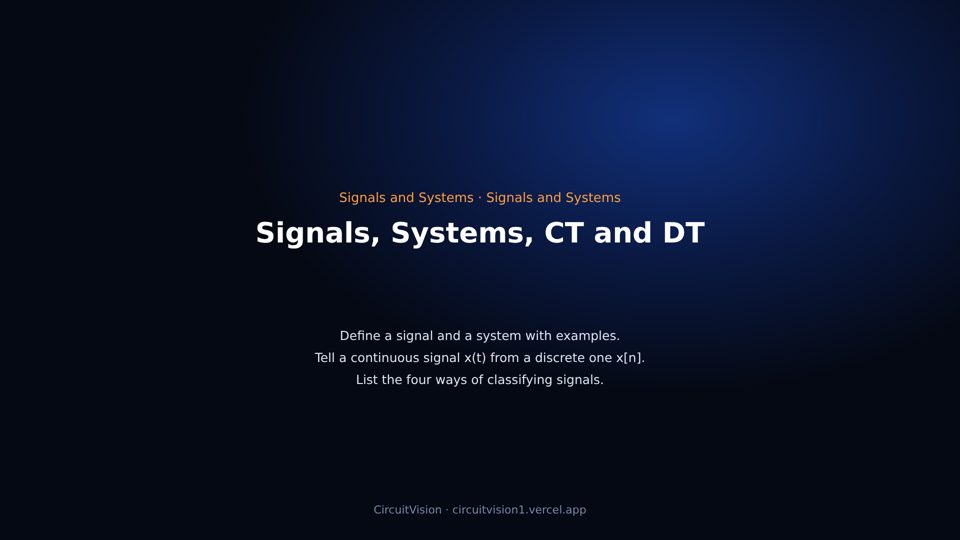 Signals and Systems · Signals and Systems
Signals, Systems, CT and DT
Define a signal and a system with examples.
Tell a continuous signal x(t) from a discrete one x[n].
List the four ways of classifying signals.
CircuitVision · circuitvision1.vercel.app